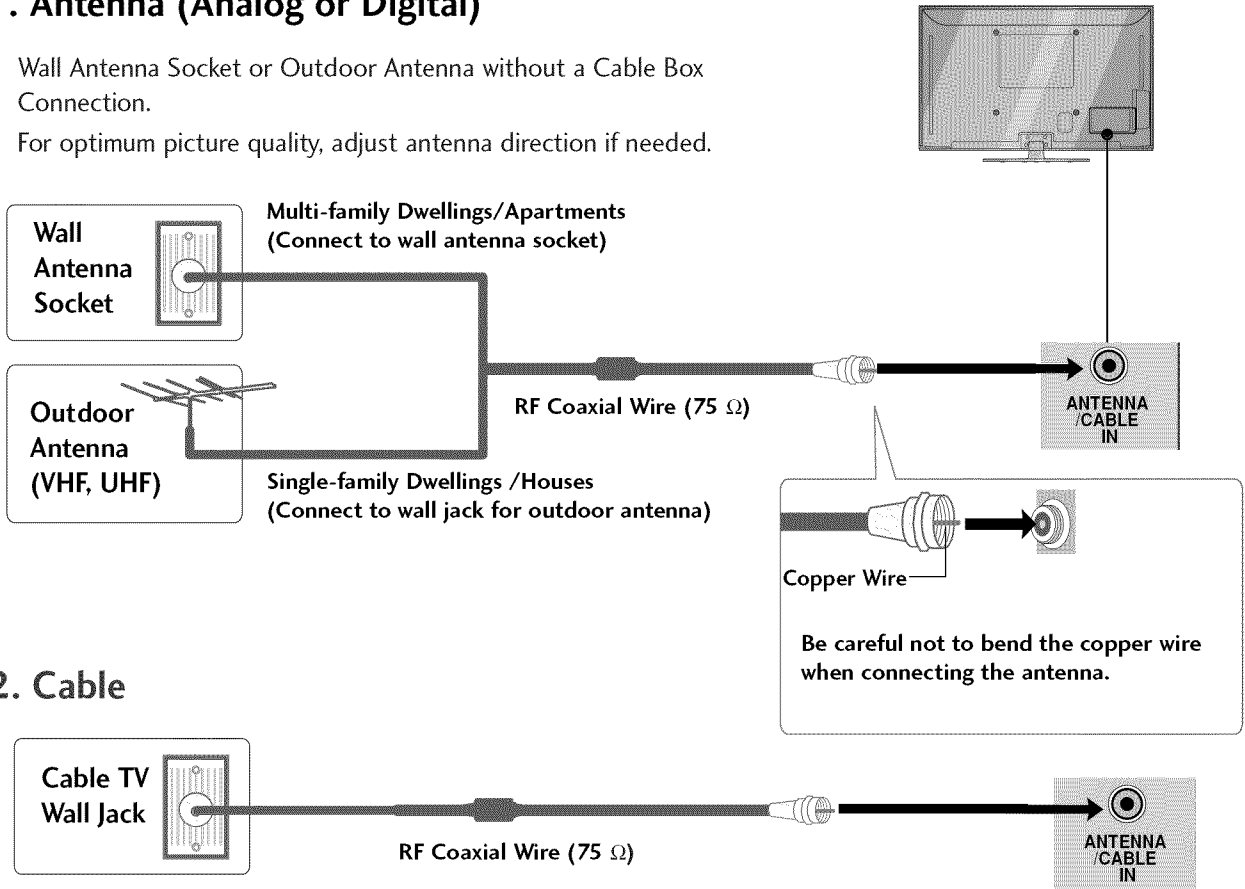 . Antenna (Analog or Digital)
Wall Antenna Socket or Outdoor Antenna without a Cable Box
Connection.
For optimum picture quality, adjust antenna direction if needed.
Wall
Antenna
Socket
Multi-family Dwellings/Apartments
(Connect to wall antenna socket)
Outdoor
Antenna
(VHF, UHF)
RF Coaxial Wire (75 Ω)
Single-family Dwellings /Houses
(Connect to wall jack for outdoor antenna)
ANTENNA
/CABLE
IN
Copper Wire
Be careful not to bend the copper wire
when connecting the antenna.
2. Cable
Cable TV
Wall Jack
RF Coaxial Wire (75 Ω)
ANTENNA
/CABLE
IN